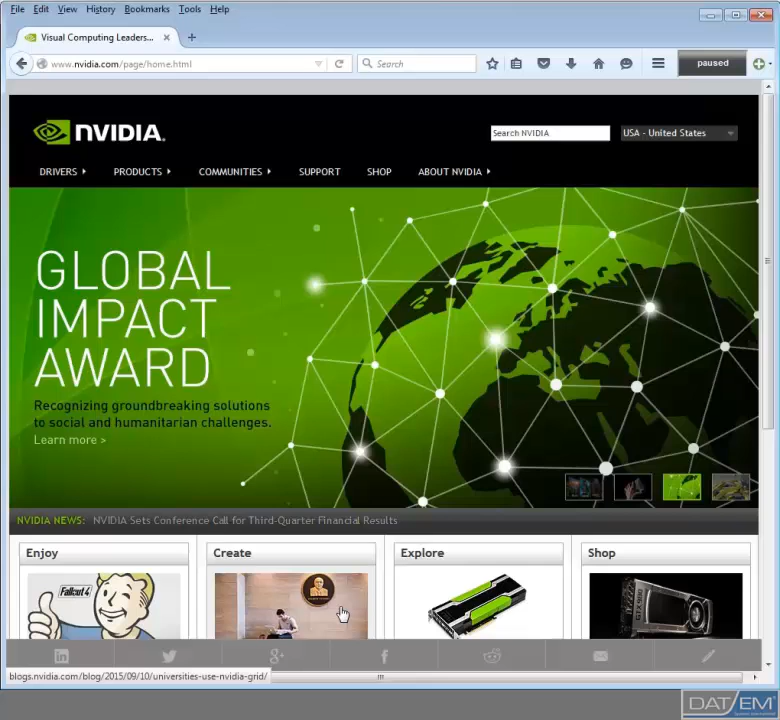 File Edit View History Bookmarks Tools Help
Visual Computing Leaders...
www.nvidia.com/page/home.html
Search
paused
NVIDIA.
Search NVIDIA
USA - United States
DRIVERS
PRODUCTS
COMMUNITIES
SUPPORT
SHOP
ABOUT NVIDIA
GLOBAL
IMPACT
AWARD
Recognizing groundbreaking solutions
to social and humanitarian challenges.
Learn more >
NVIDIA NEWS: NVIDIA Sets Conference Call for Third-Quarter Financial Results
Enjoy
Create
Explore
Shop
Fallout 4
GTX 980
in
g+
f
blogs.nvidia.com/blog/2015/09/10/universities-use-nvidia-grid/
DAT/EM